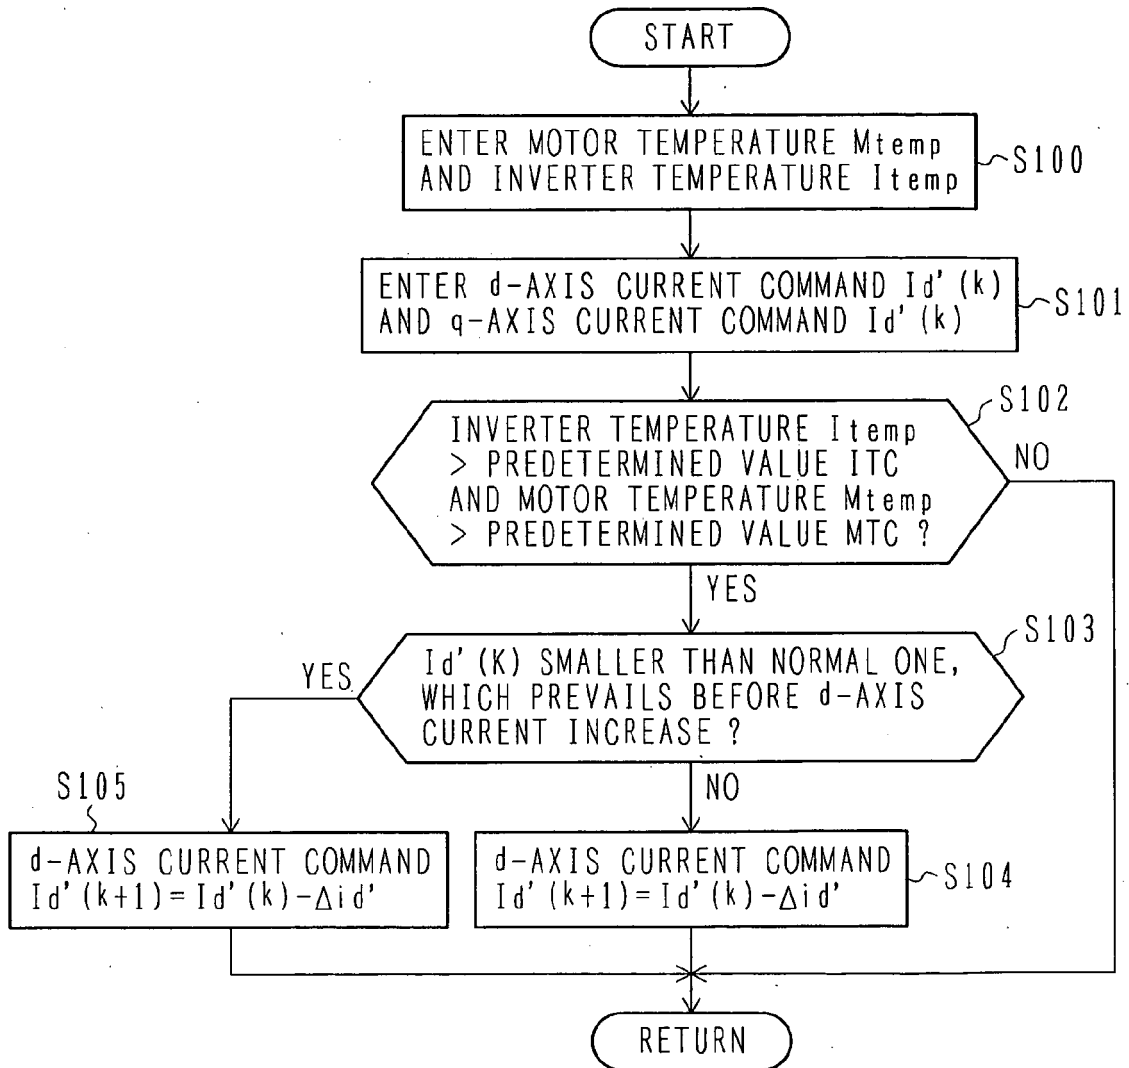 START
ENTER MOTOR TEMPERATURE Mtemp
AND INVERTER TEMPERATURE Itemp
S100
ENTER d-AXIS CURRENT COMMAND Id'(k)
AND q-AXIS CURRENT COMMAND Id'(k)
S101
S102
INVERTER TEMPERATURE Itemp
> PREDETERMINED VALUE ITC
AND MOTOR TEMPERATURE Mtemp
> PREDETERMINED VALUE MTC ?
NO
YES
S103
Id'(K) SMALLER THAN NORMAL ONE,
WHICH PREVAILS BEFORE d-AXIS
CURRENT INCREASE ?
YES
NO
S105
d-AXIS CURRENT COMMAND
Id'(k+1)=Id'(k)-Δid'
d-AXIS CURRENT COMMAND
Id'(k+1)=Id'(k)-Δid'
S104
RETURN